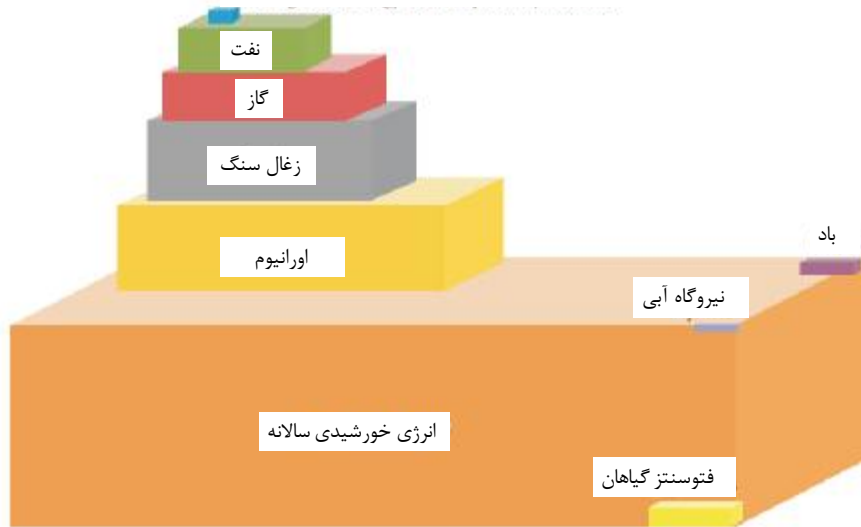 نفت
گاز
زغال سنگ
اورانیوم
باد
نیروگاه آبی
انرژی خورشیدی سالانه
فتوسنتز گیاهان